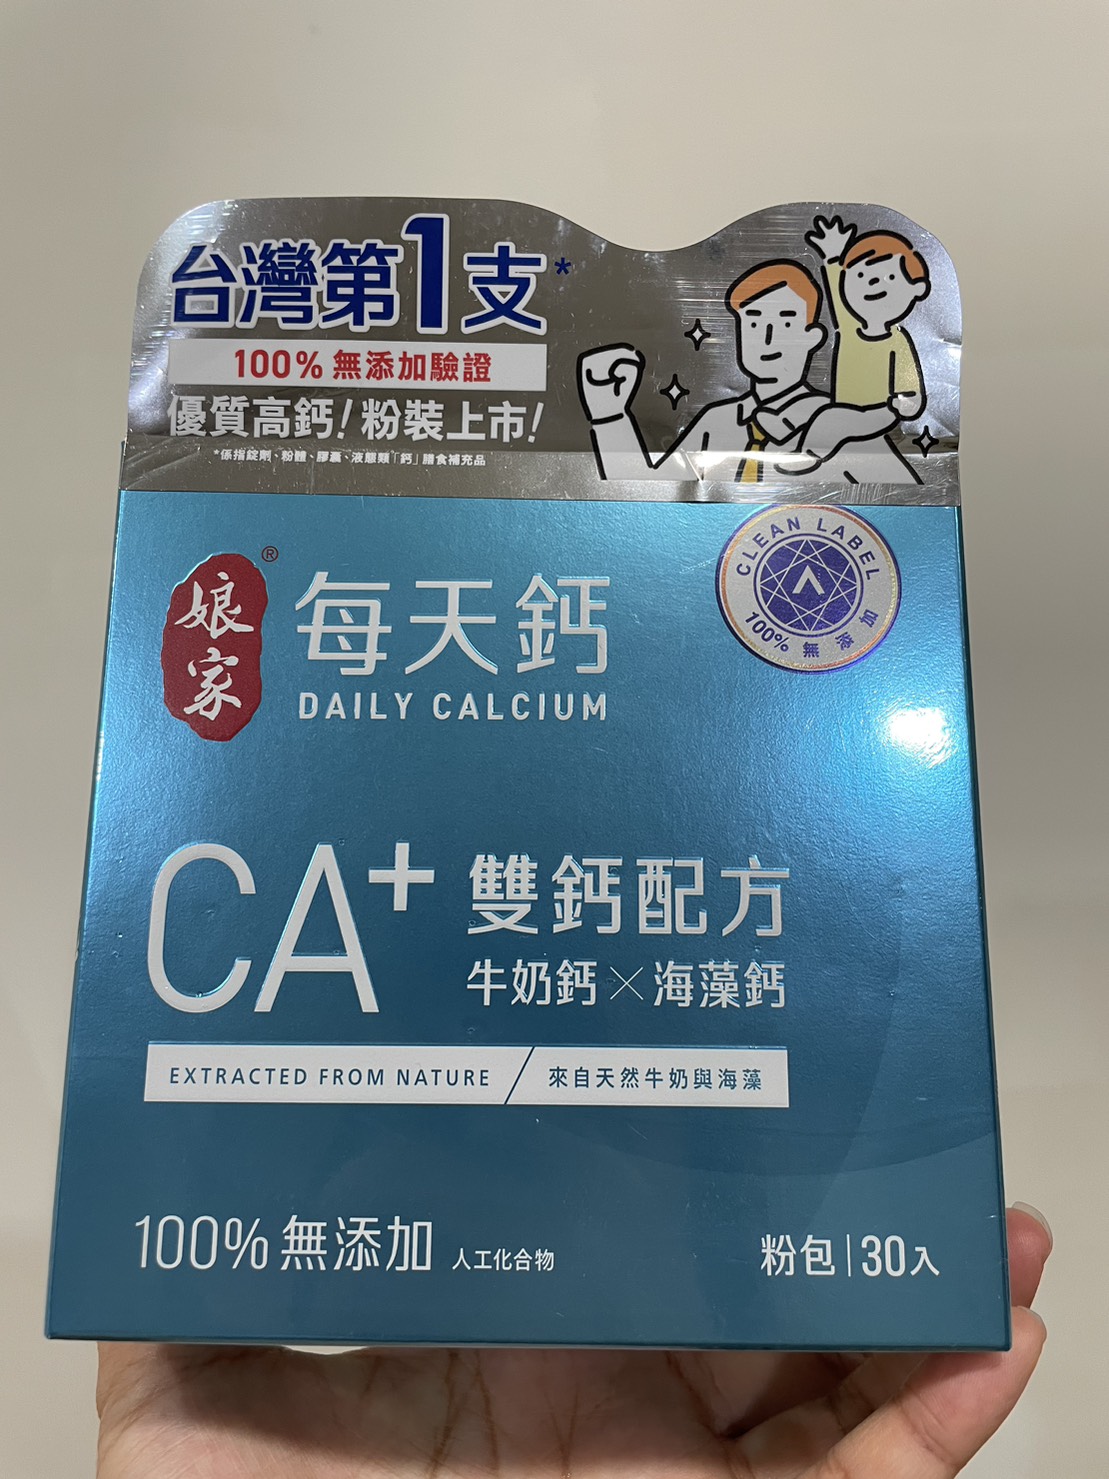 台灣第1支*
100%無添加驗證
優質高鈣!粉裝上市!
*係指錠劑、粉體、膠囊、液態類「鈣」膳食補充品
CLEAN LABEL
100% 無添加
娘家®
每天鈣
DAILY CALCIUM
CA+ 雙鈣配方
牛奶鈣×海藻鈣
EXTRACTED FROM NATURE / 來自天然牛奶與海藻
100%無添加 人工化合物
粉包|30入